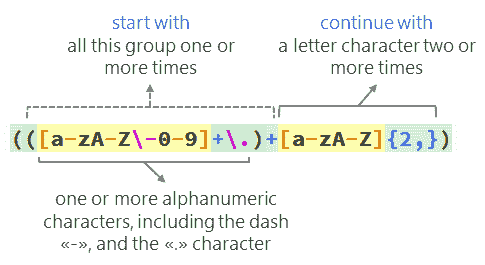 start with
all this group one or
more times
continue with
a letter character two or
more times
(([a-zA-Z\-0-9]+\.)+[a-zA-Z]{2,})
one or more alphanumeric
characters, including the dash
«-», and the «.» character